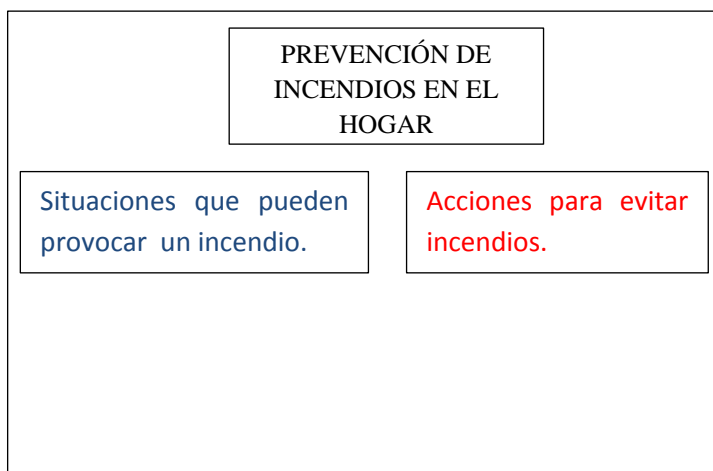 PREVENCIÓN DE
INCENDIOS EN EL
HOGAR
Situaciones que pueden
provocar un incendio.
Acciones para evitar
incendios.